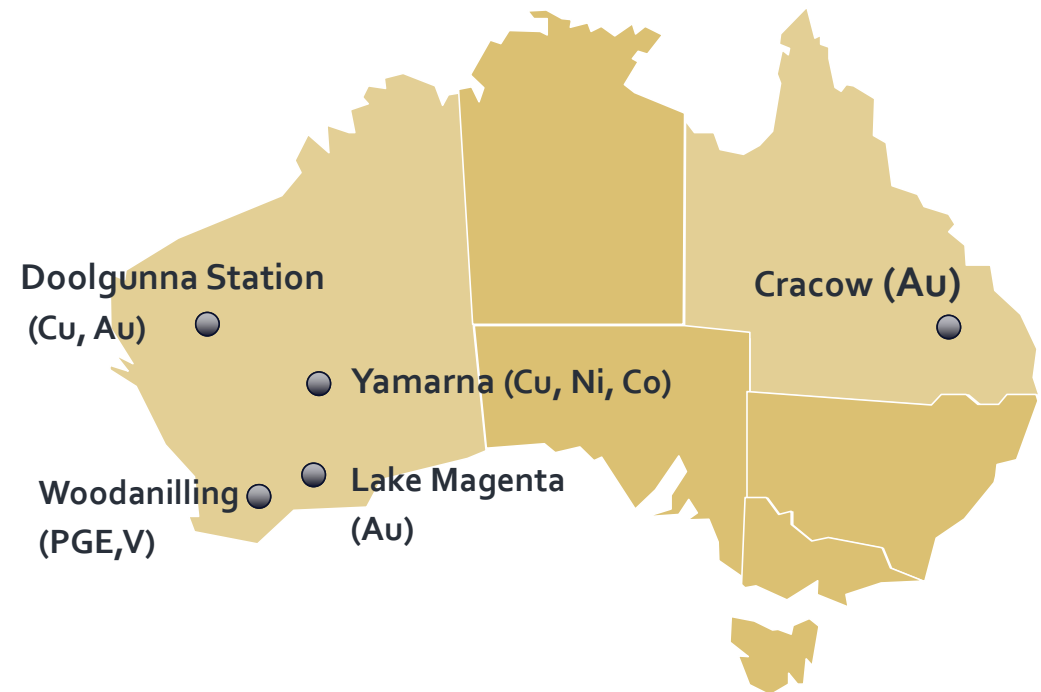 Doolgunna Station
(Cu, Au)
Cracow (Au)
Yamarna (Cu, Ni, Co)
Woodanilling
(PGE,V)
Lake Magenta
(Au)